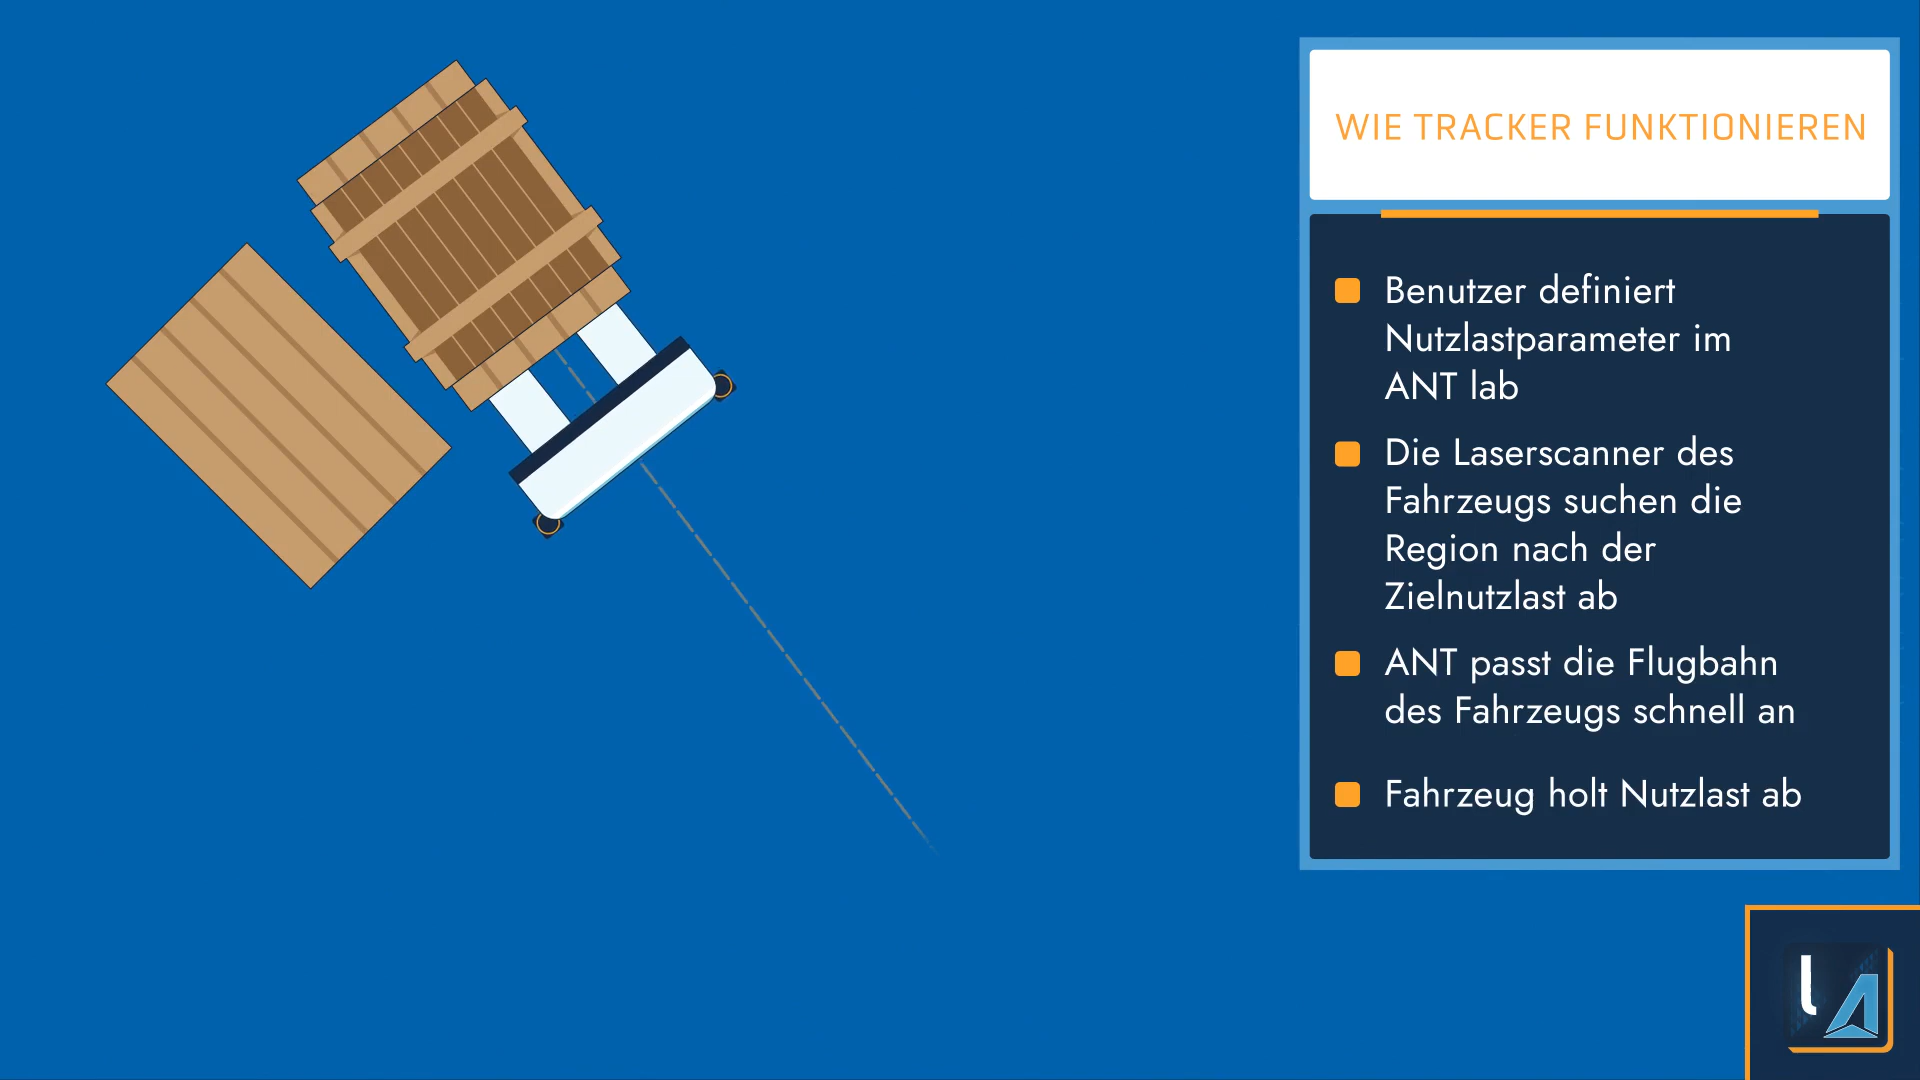 WIE TRACKER FUNKTIONIEREN
Benutzer definiert
Nutzlastparameter im
ANT lab
Die Laserscanner des
Fahrzeugs suchen die
Region nach der
Zielnutzlast ab
ANT passt die Flugbahn
des Fahrzeugs schnell an
Fahrzeug holt Nutzlast ab